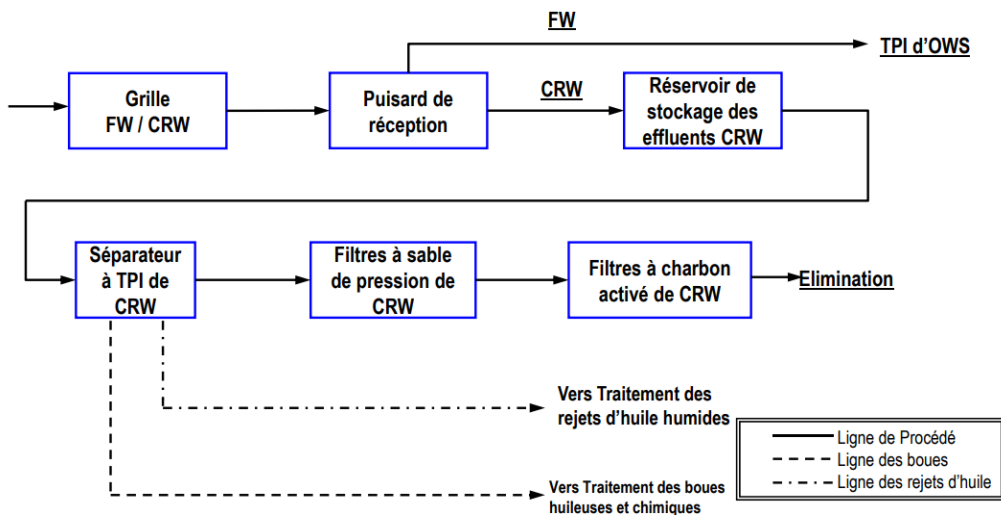 FW
TPI d'OWS
Grille
FW / CRW
Puisard de
réception
CRW
Réservoir de
stockage des
effluents CRW
Séparateur
à TPI de
CRW
Filtres à sable
de pression de
CRW
Filtres à charbon
activé de CRW
Elimination
Vers Traitement des
rejets d'huile humides
Vers Traitement des boues
huileuses et chimiques
Ligne de Procédé
Ligne des boues
Ligne des rejets d'huile